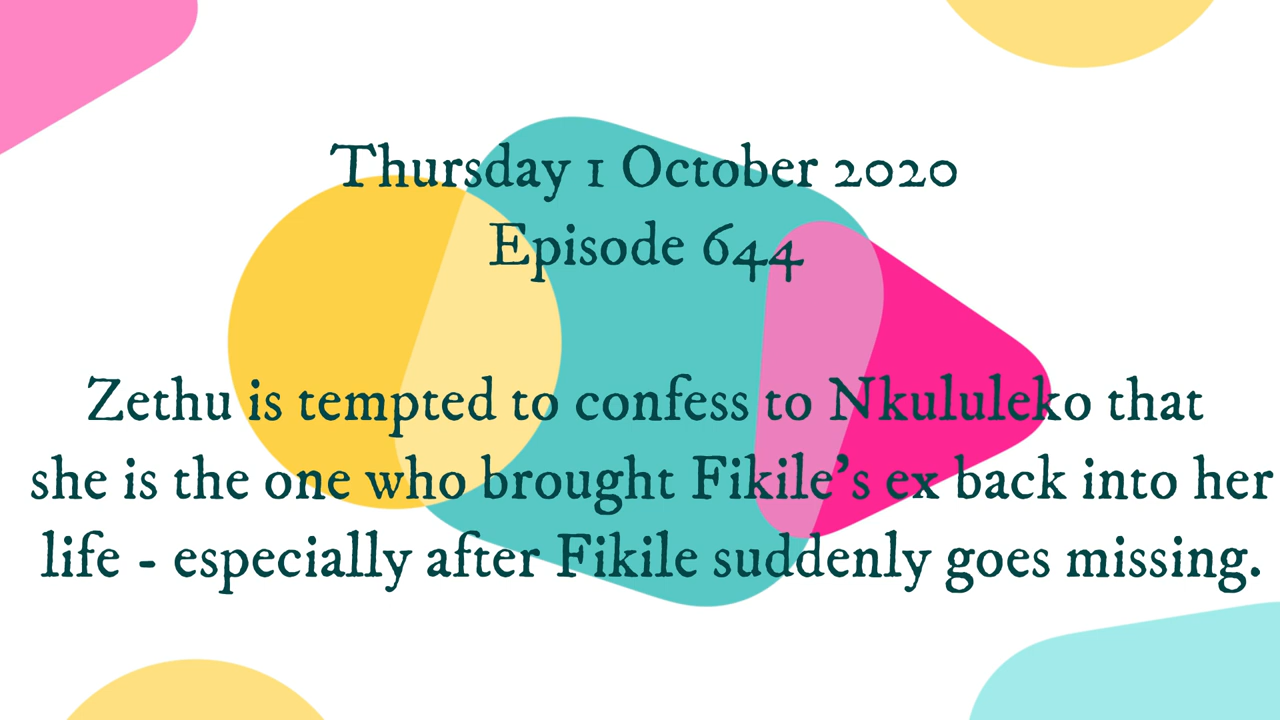 Thursday 1 October 2020
Episode 644
Zethu is tempted to confess to Nkululeko that
she is the one who brought Fikile's ex back into her
life - especially after Fikile suddenly goes missing.